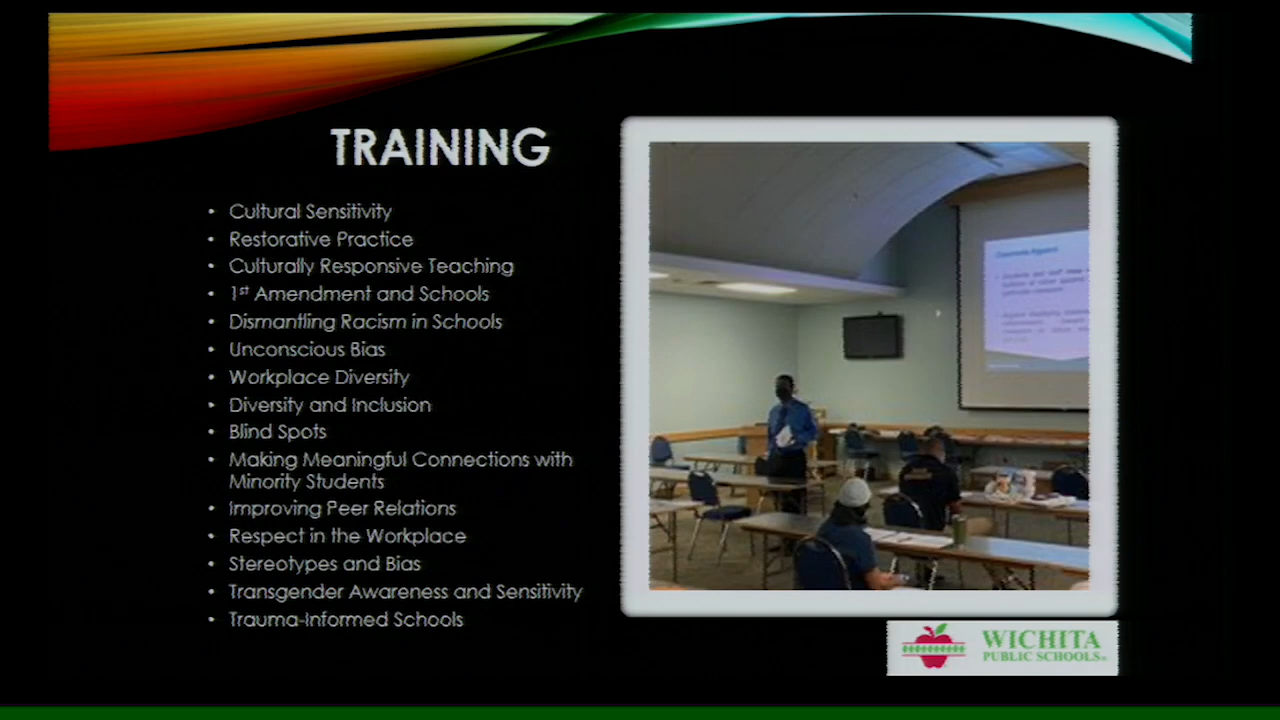 TRAINING
• Cultural Sensitivity
• Restorative Practice
• Culturally Responsive Teaching
• 1st Amendment and Schools
• Dismantling Racism in Schools
• Unconscious Bias
• Workplace Diversity
• Diversity and Inclusion
• Blind Spots
• Making Meaningful Connections with
Minority Students
• Improving Peer Relations
• Respect in the Workplace
• Stereotypes and Bias
• Transgender Awareness and Sensitivity
• Trauma-Informed Schools
WICHITA
PUBLIC SCHOOLS